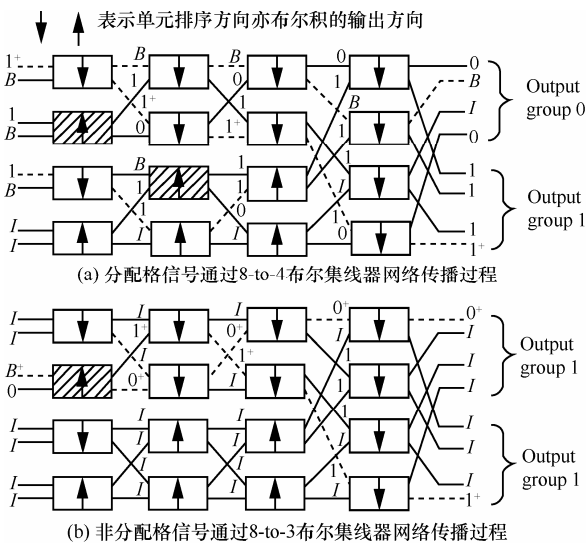 表示单元排序方向亦布尔积的输出方向
1⁺ B 1 0 0
B 1 0 1 B
1⁺ B I
1 0 1⁺ 1 0
B 1
Output
group 0
1 B 1 1 1
B 1 1 I 1
I 1 0 1 1
I I I 0 1⁺
Output
group 1
(a) 分配格信号通过8-to-4布尔集线器网络传播过程
I I I 0⁺ 0⁺
I 1⁺ 0⁺ I I
B⁺ I 1⁺ 1 I
0 0⁺ I 1 I
Output
group 1
I I I 1 I
I I I I I
I I I I I
I I I 1 1⁺
Output
group 1
(b) 非分配格信号通过8-to-3布尔集线器网络传播过程